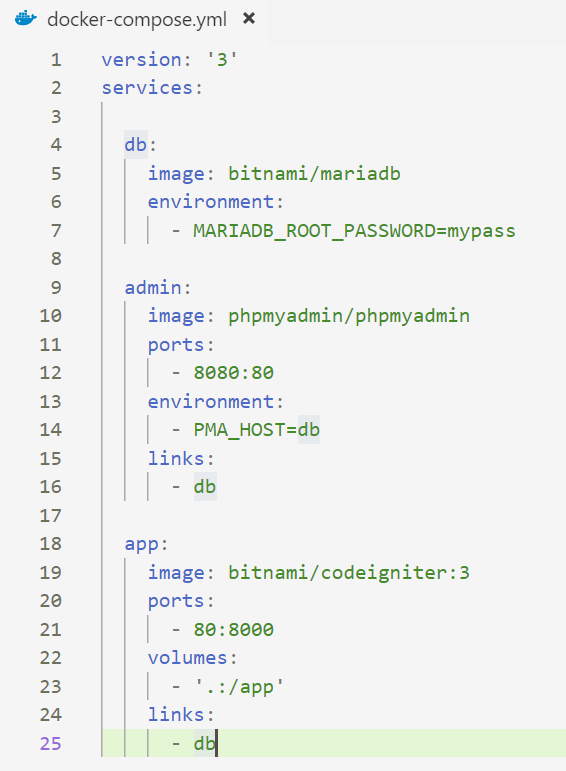 docker-compose.yml ×
1 version: '3'
2 services:
3
4   db:
5     image: bitnami/mariadb
6     environment:
7       - MARIADB_ROOT_PASSWORD=mypass
8
9   admin:
10     image: phpmyadmin/phpmyadmin
11     ports:
12       - 8080:80
13     environment:
14       - PMA_HOST=db
15     links:
16       - db
17
18   app:
19     image: bitnami/codeigniter:3
20     ports:
21       - 80:8000
22     volumes:
23       - '.:/app'
24     links:
25       - db